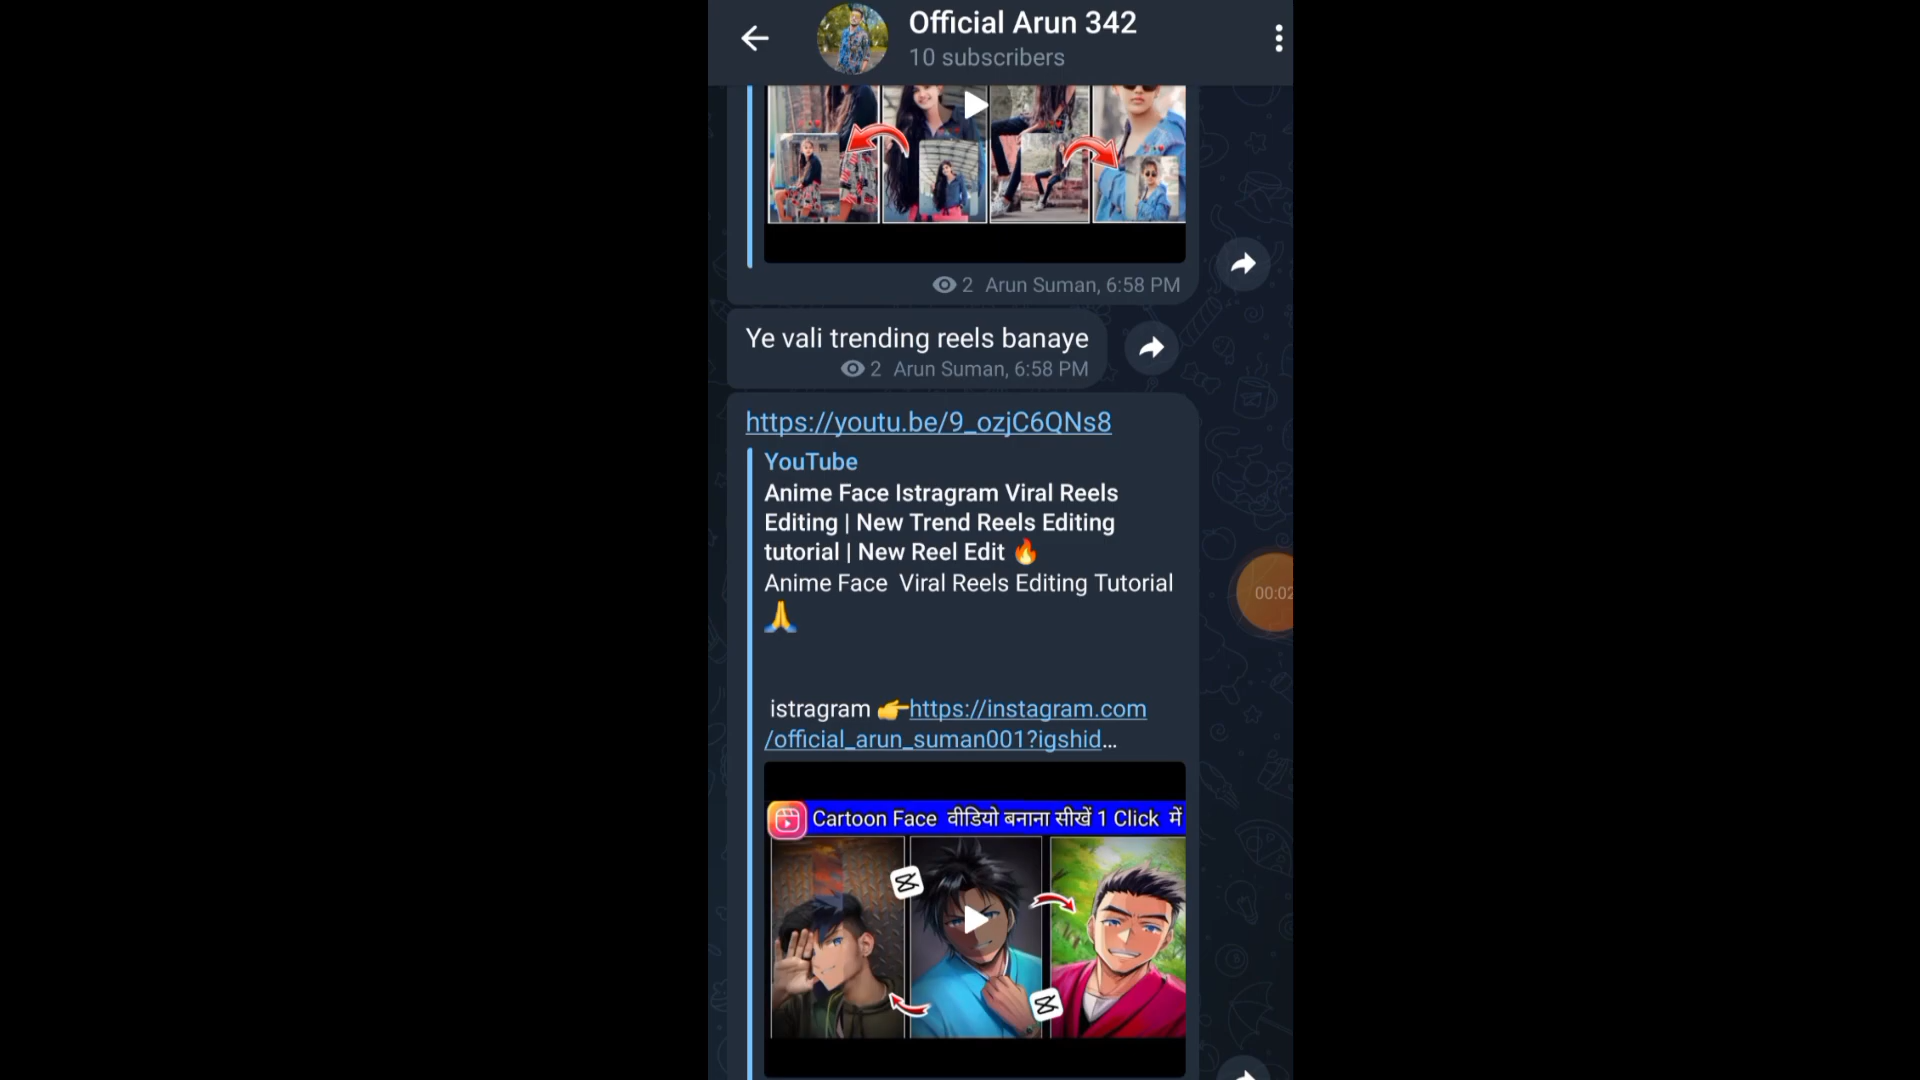 Official Arun 342
10 subscribers
2 Arun Suman, 6:58 PM
Ye vali trending reels banaye
2 Arun Suman, 6:58 PM
https://youtu.be/9_ozjC6QNs8
YouTube
Anime Face Istragram Viral Reels
Editing | New Trend Reels Editing
tutorial | New Reel Edit 🔥
Anime Face Viral Reels Editing Tutorial
🙏
00:02
istragram 👉https://instagram.com
/official_arun_suman001?igshid...
Cartoon Face वीडियो बनाना सीखें 1 Click में